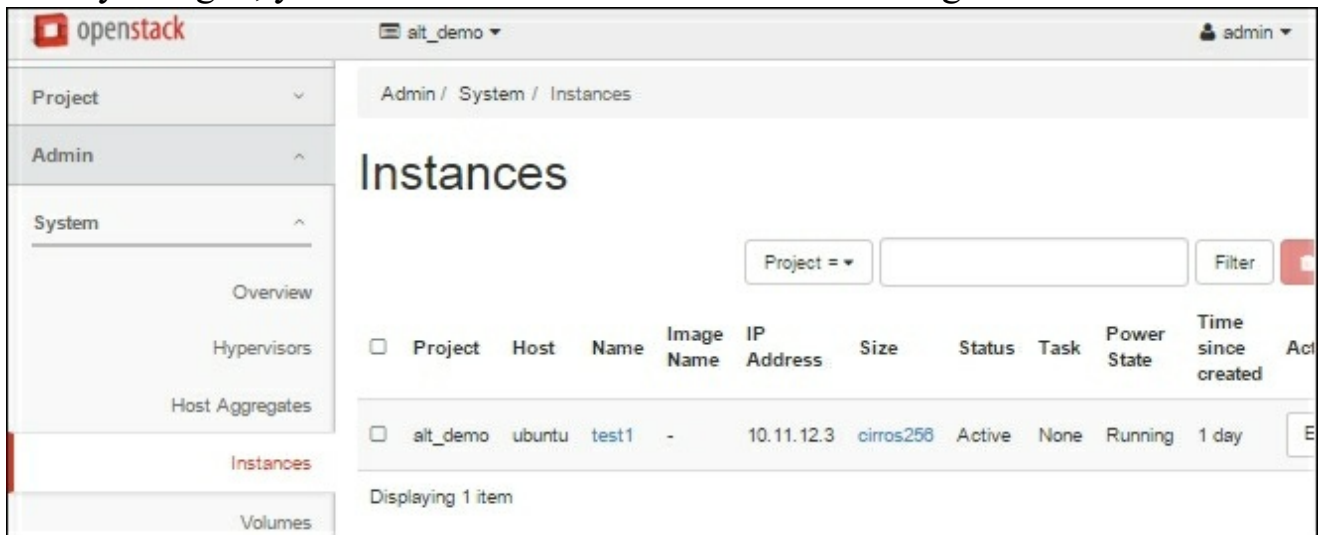 openstack
alt_demo
admin
Project
Admin / System / Instances
Admin
Instances
System
Project =
Filter
Overview
Hypervisors
Host Aggregates
Instances
Volumes
Project Host Name Image Name IP Address Size Status Task Power State Time since created
alt_demo ubuntu test1 - 10.11.12.3 cirros256 Active None Running 1 day
Displaying 1 item